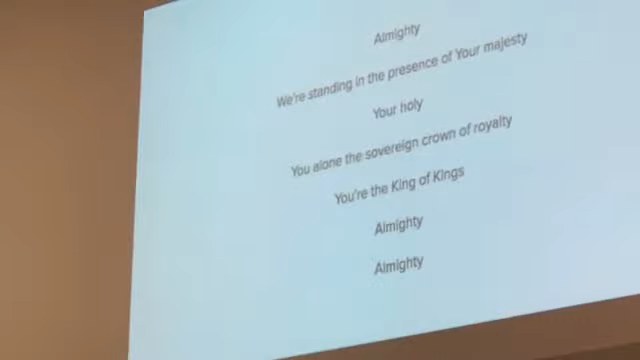 Almighty
We're standing in the presence of Your majesty
Your holy
You alone the sovereign crown of royalty
You're the King of Kings
Almighty
Almighty